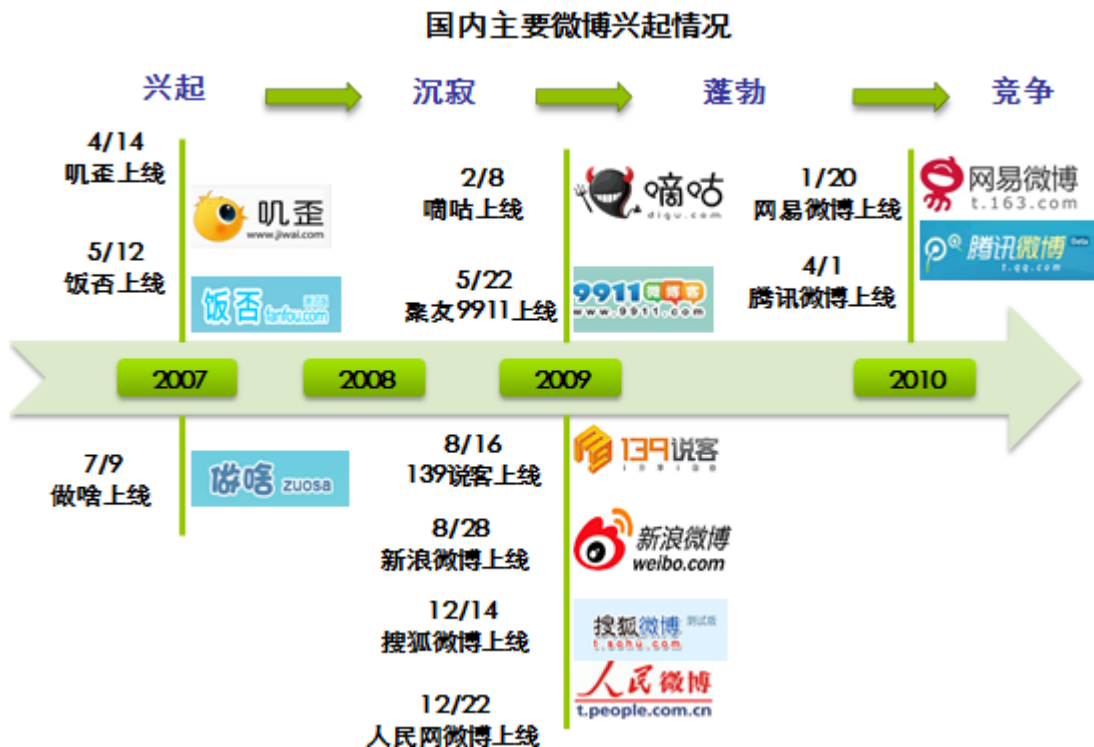 国内主要微博兴起情况
兴起
沉寂
蓬勃
竞争
4/14
叽歪上线
叽歪
www.jiwai.com
5/12
饭否上线
饭否
fanfou.com
2/8
嘀咕上线
嘀咕
digu.com
5/22
聚友9911上线
9911微博客
www.9911.com
1/20
网易微博上线
网易微博
t.163.com
4/1
腾讯微博上线
腾讯微博 Beta
t.qq.com
2007
2008
2009
2010
7/9
做啥上线
做啥 zuosa
8/16
139说客上线
139说客
8/28
新浪微博上线
新浪微博
weibo.com
12/14
搜狐微博上线
搜狐微博 测试版
t.sohu.com
12/22
人民网微博上线
人民微博
t.people.com.cn